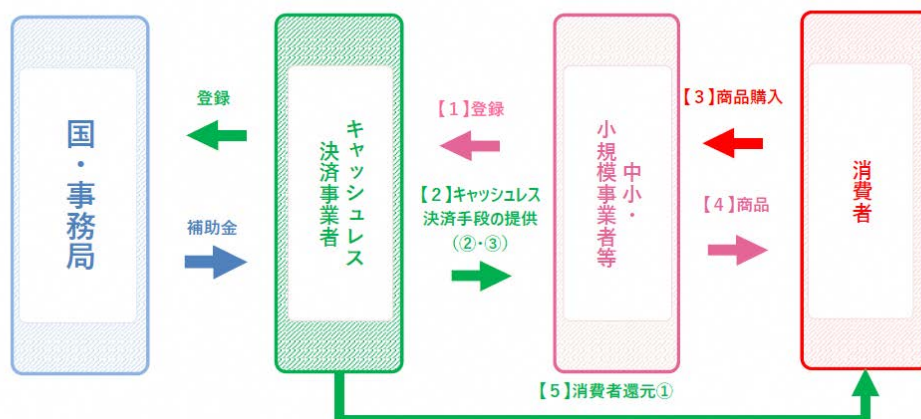 国・事務局
登録
補助金
キャッシュレス
決済事業者
【1】登録
【2】キャッシュレス
決済手段の提供
（②・③）
中小・
小規模事業者等
【3】商品購入
【4】商品
消費者
【5】消費者還元①